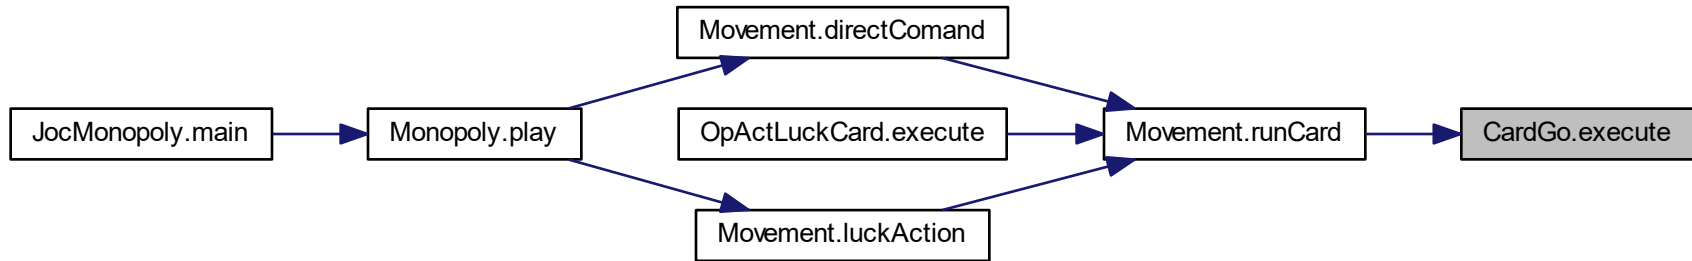 Movement.directComand
JocMonopoly.main
Monopoly.play
OpActLuckCard.execute
Movement.runCard
CardGo.execute
Movement.luckAction